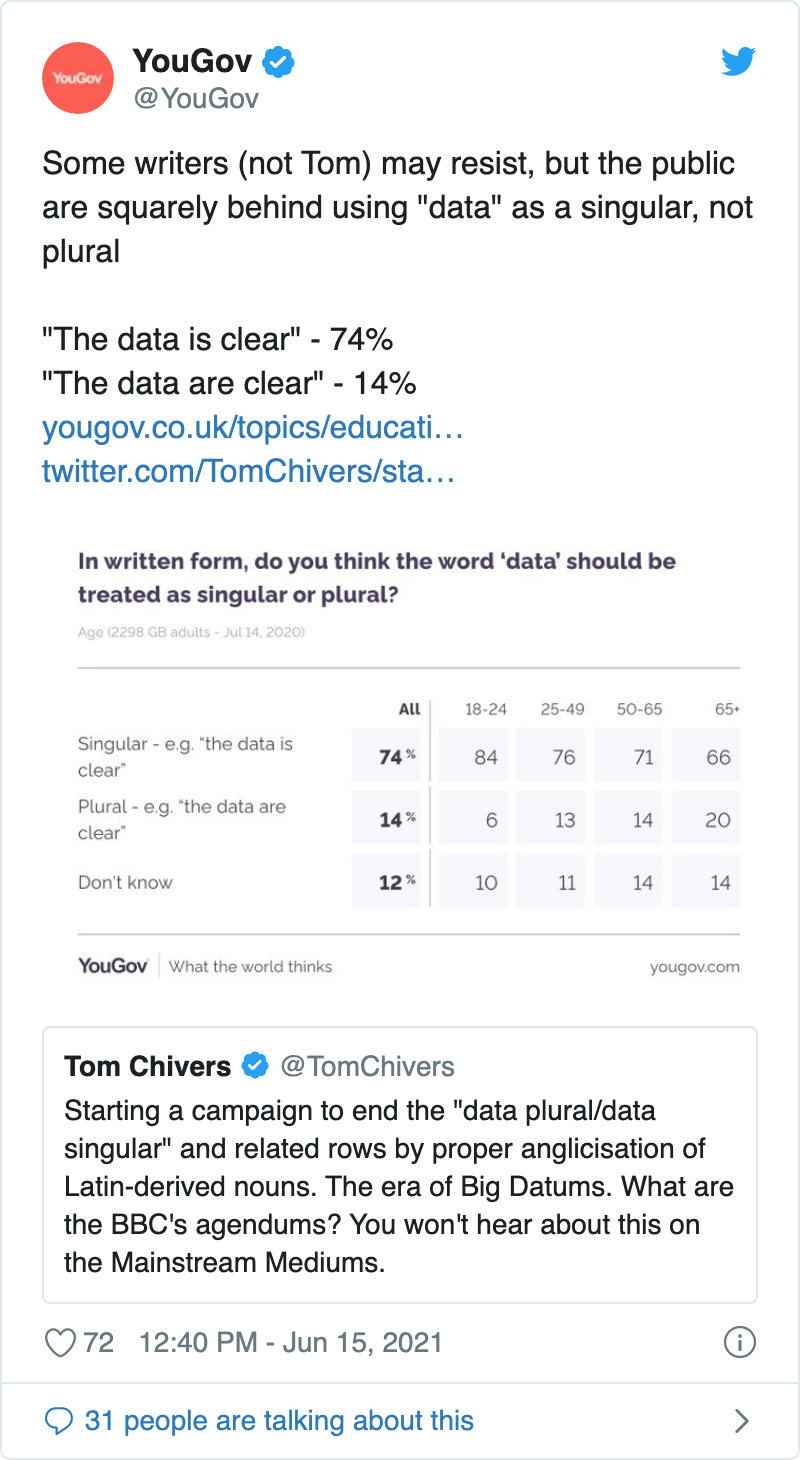 YouGov
YouGov
@YouGov
Some writers (not Tom) may resist, but the public
are squarely behind using "data" as a singular, not
plural
"The data is clear" - 74%
"The data are clear" - 14%
yougov.co.uk/topics/educati…
twitter.com/TomChivers/sta…
In written form, do you think the word ‘data’ should be
treated as singular or plural?
Age (2298 GB adults - Jul 14, 2020)
All 18-24 25-49 50-65 65+
Singular - e.g. “the data is
clear”
74% 84 76 71 66
Plural - e.g. “the data are
clear”
14% 6 13 14 20
Don't know 12% 10 11 14 14
YouGov What the world thinks yougov.com
Tom Chivers @TomChivers
Starting a campaign to end the "data plural/data
singular" and related rows by proper anglicisation of
Latin-derived nouns. The era of Big Datums. What are
the BBC's agendums? You won't hear about this on
the Mainstream Mediums.
72 12:40 PM - Jun 15, 2021
31 people are talking about this